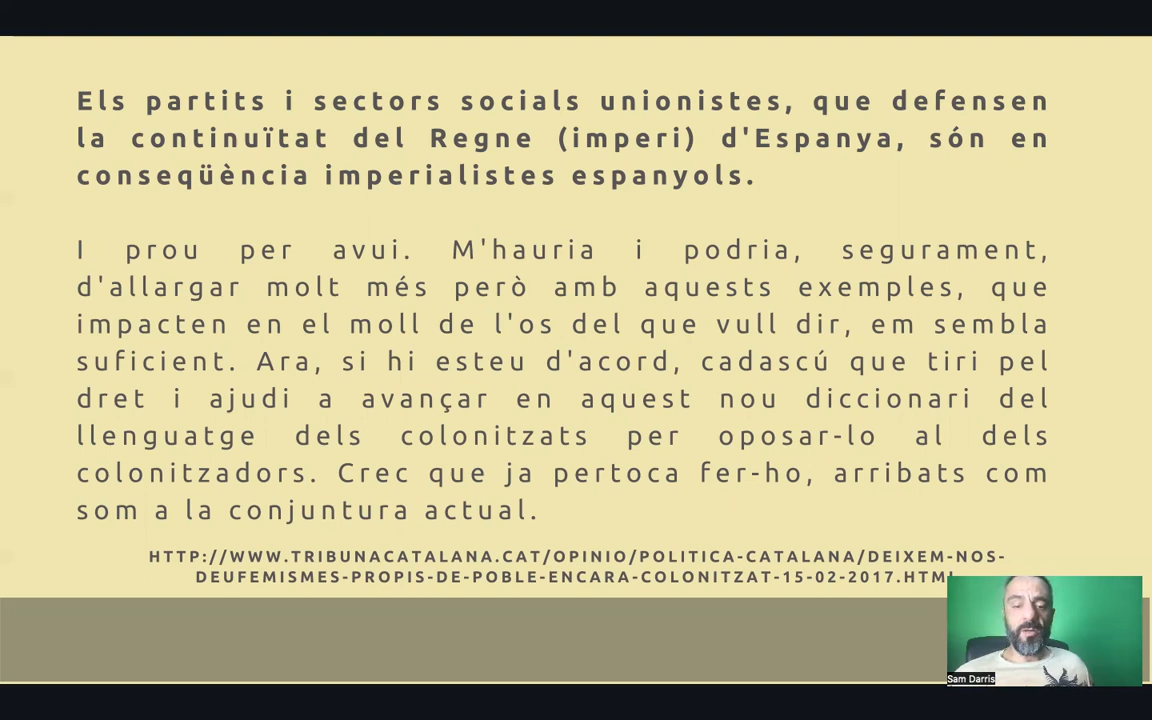 Els partits i sectors socials unionistes, que defensen
la continuïtat del Regne (imperi) d'Espanya, són en
conseqüència imperialistes espanyols.
I prou per avui. M'hauria i podria, segurament,
d'allargar molt més però amb aquests exemples, que
impacten en el moll de l'os del que vull dir, em sembla
suficient. Ara, si hi esteu d'acord, cadascú que tiri pel
dret i ajudi a avançar en aquest nou diccionari del
llenguatge dels colonitzats per oposar-lo al dels
colonitzadors. Crec que ja pertoca fer-ho, arribats com
som a la conjuntura actual.
HTTP://WWW.TRIBUNACATALANA.CAT/OPINIO/POLITICA-CATALANA/DEIXEM-NOS-
DEUFEMISMES-PROPIS-DE-POBLE-ENCARA-COLONITZAT-15-02-2017.HTML
Sam Darris